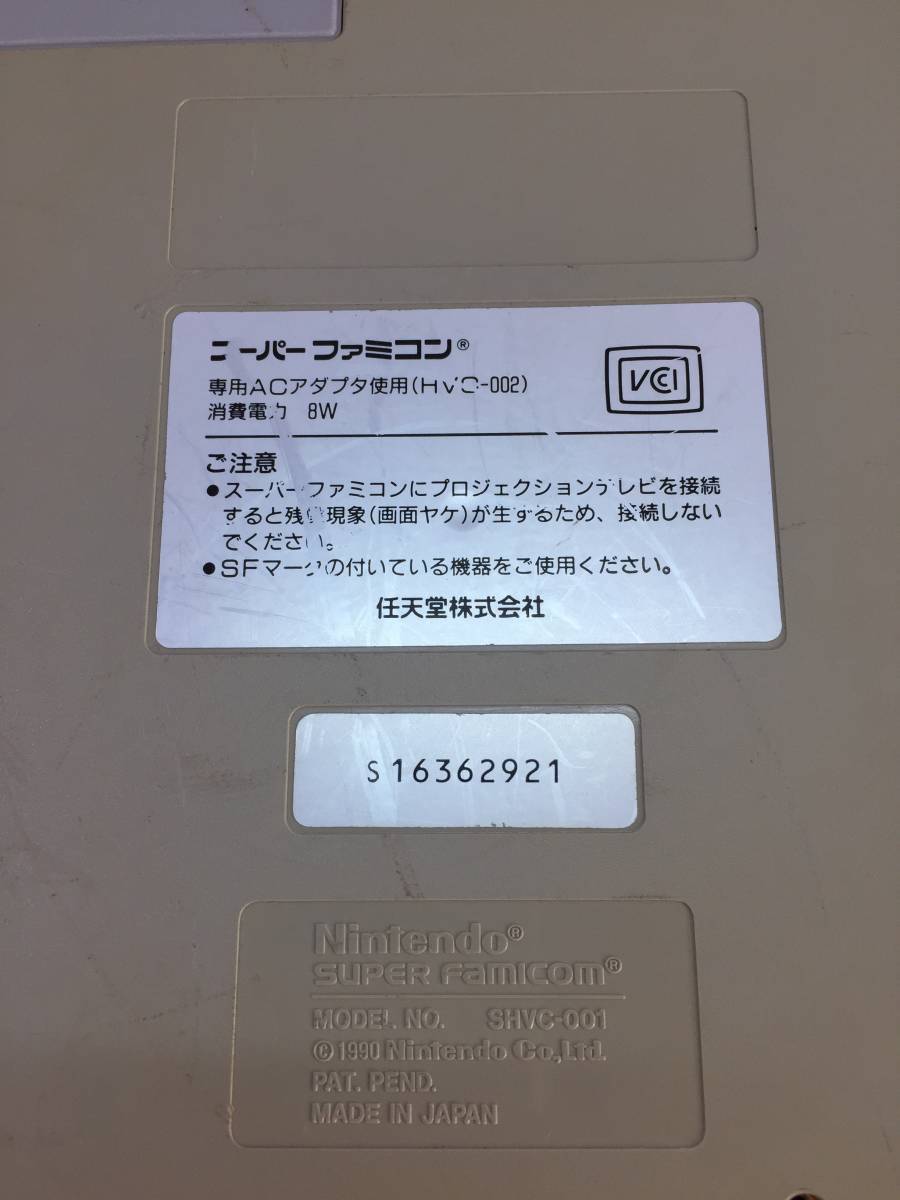 スーパーファミコン®
専用ACアダプタ使用(HVC-002)
消費電力 8W
VCCI
ご注意
●スーパーファミコンにプロジェクションテレビを接続
すると残像現象(画面ヤケ)が生ずるため、接続しない
でください。
●SFマークの付いている機器をご使用ください。
任天堂株式会社
S16362921
Nintendo®
SUPER FAMICOM®
MODEL NO. SHVC-001
©1990 Nintendo Co.,Ltd.
PAT. PEND.
MADE IN JAPAN